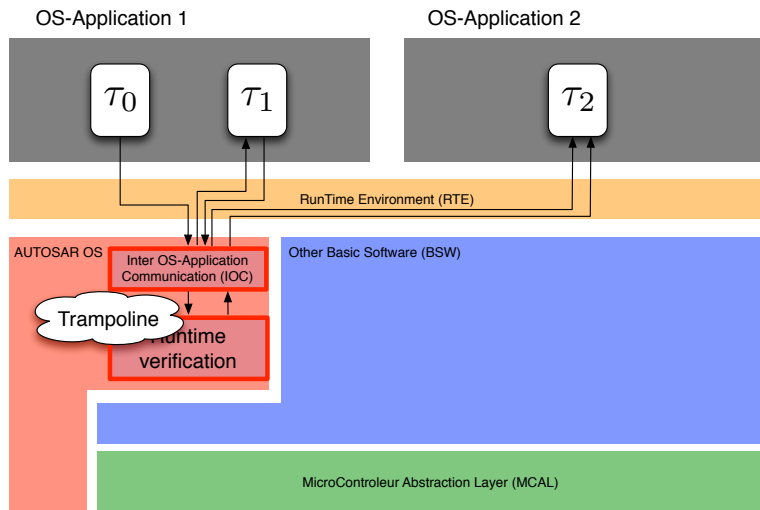 OS-Application 1
OS-Application 2
τ0
τ1
τ2
RunTime Environment (RTE)
AUTOSAR OS
Inter OS-Application
Communication (IOC)
Other Basic Software (BSW)
Trampoline
Runtime
verification
MicroControleur Abstraction Layer (MCAL)